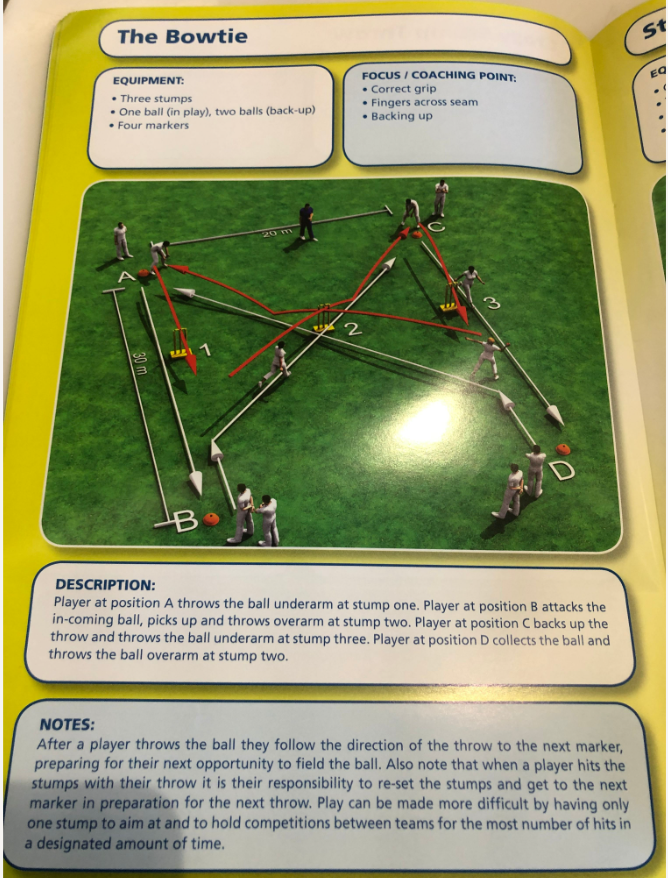 The Bowtie
St
EQUIPMENT:
• Three stumps
• One ball (in play), two balls (back-up)
• Four markers
FOCUS / COACHING POINT:
• Correct grip
• Fingers across seam
• Backing up
EQ
20 m
C
A
3
2
1
30 m
D
B
DESCRIPTION:
Player at position A throws the ball underarm at stump one. Player at position B attacks the
in-coming ball, picks up and throws overarm at stump two. Player at position C backs up the
throw and throws the ball underarm at stump three. Player at position D collects the ball and
throws the ball overarm at stump two.
NOTES:
After a player throws the ball they follow the direction of the throw to the next marker,
preparing for their next opportunity to field the ball. Also note that when a player hits the
stumps with their throw it is their responsibility to re-set the stumps and get to the next
marker in preparation for the next throw. Play can be made more difficult by having only
one stump to aim at and to hold competitions between teams for the most number of hits in
a designated amount of time.